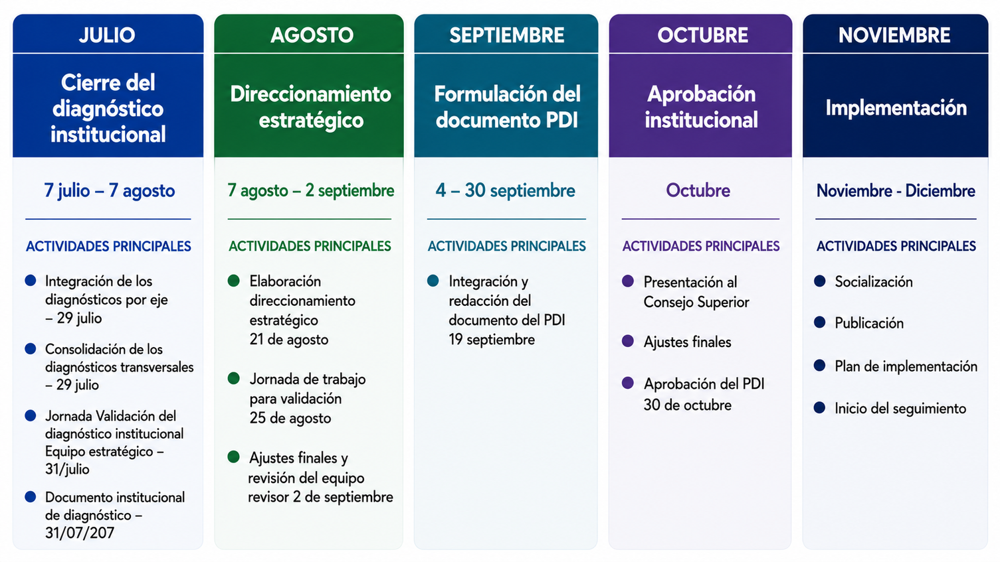 JULIO
Cierre del
diagnóstico
institucional
7 julio – 7 agosto
ACTIVIDADES PRINCIPALES
Integración de los
diagnósticos por eje
– 29 julio
Consolidación de los
diagnósticos transversales
– 29 julio
Jornada Validación del
diagnóstico institucional
Equipo estratégico –
31/julio
Documento institucional
de diagnóstico –
31/07/207
AGOSTO
Direccionamiento
estratégico
7 agosto – 2 septiembre
ACTIVIDADES PRINCIPALES
Elaboración
direccionamiento
estratégico
21 de agosto
Jornada de trabajo
para validación
25 de agosto
Ajustes finales y
revisión del equipo
revisor 2 de septiembre
SEPTIEMBRE
Formulación del
documento PDI
4 – 30 septiembre
ACTIVIDADES PRINCIPALES
Integración y
redacción del
documento del PDI
19 septiembre
OCTUBRE
Aprobación
institucional
Octubre
ACTIVIDADES PRINCIPALES
Presentación al
Consejo Superior
Ajustes finales
Aprobación del PDI
30 de octubre
NOVIEMBRE
Implementación
Noviembre - Diciembre
ACTIVIDADES PRINCIPALES
Socialización
Publicación
Plan de implementación
Inicio del seguimiento